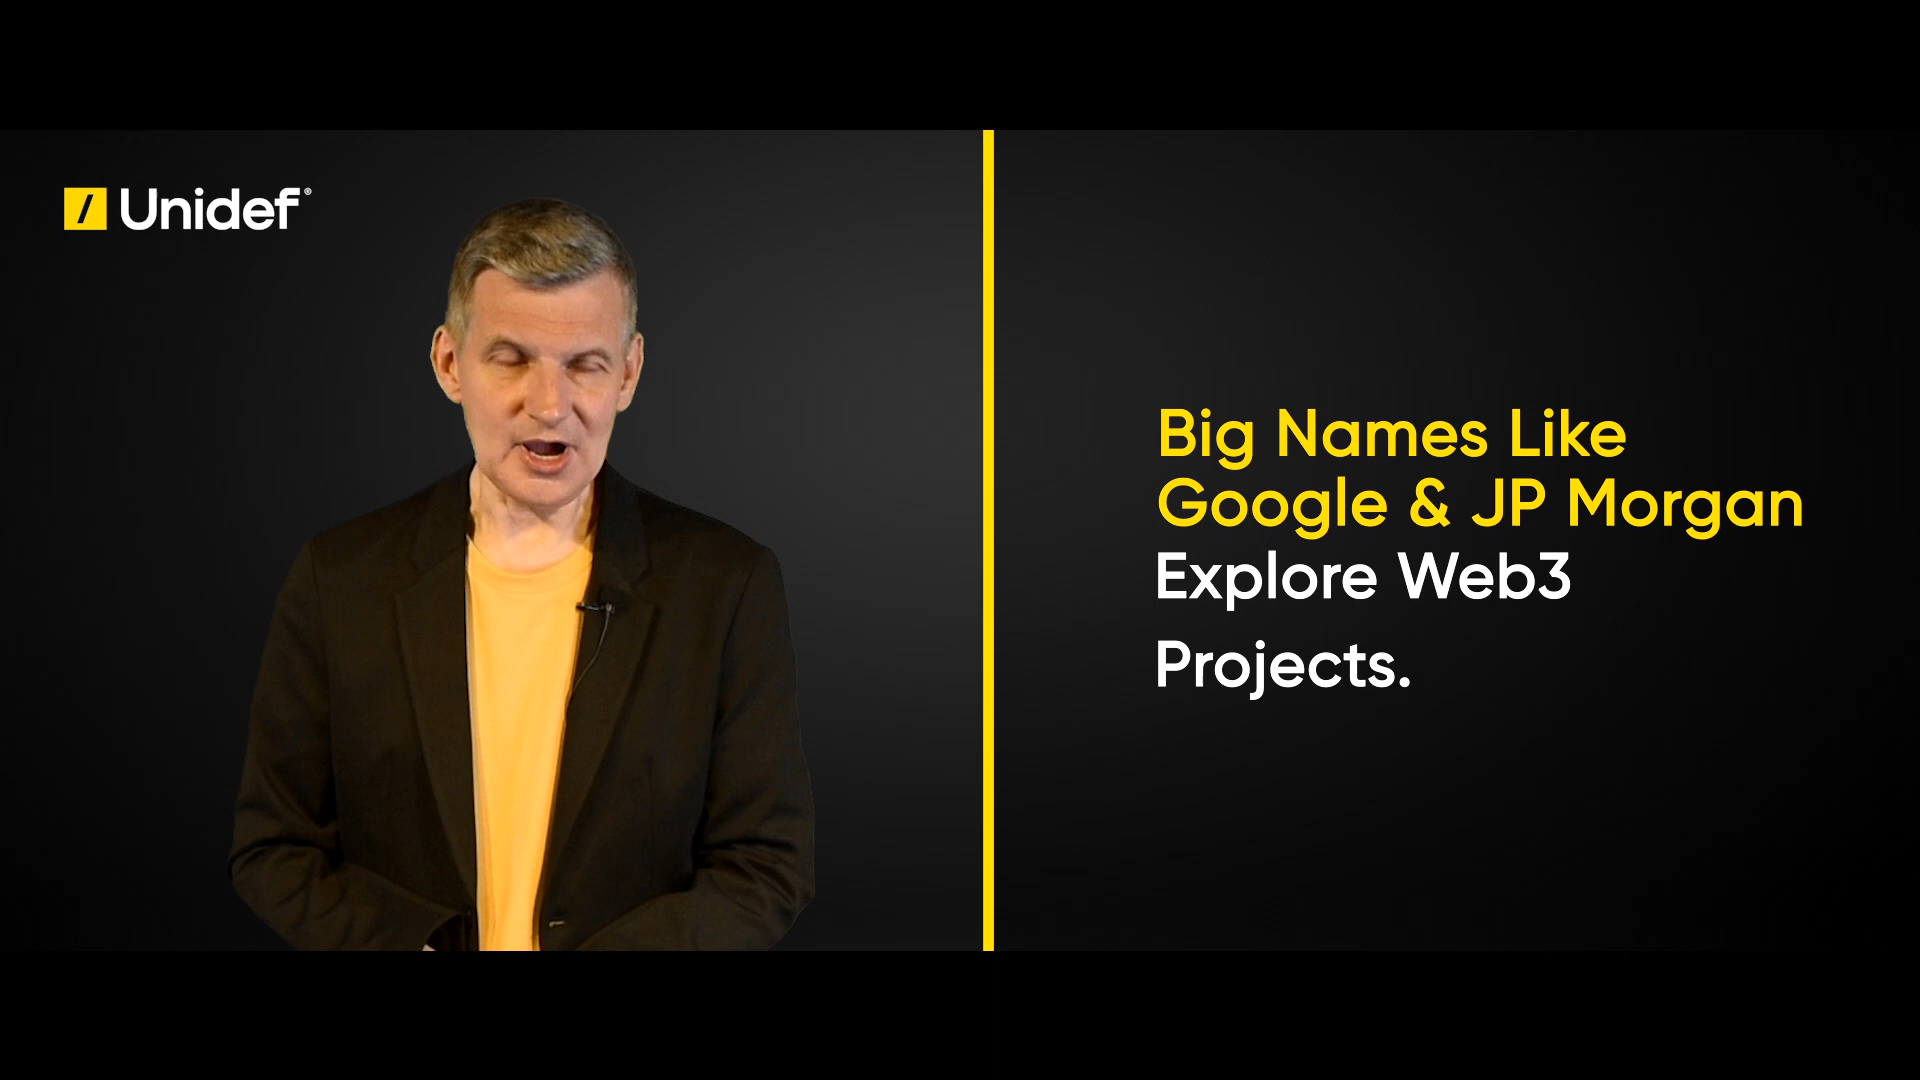 Unidef®
Big Names Like
Google & JP Morgan
Explore Web3
Projects.